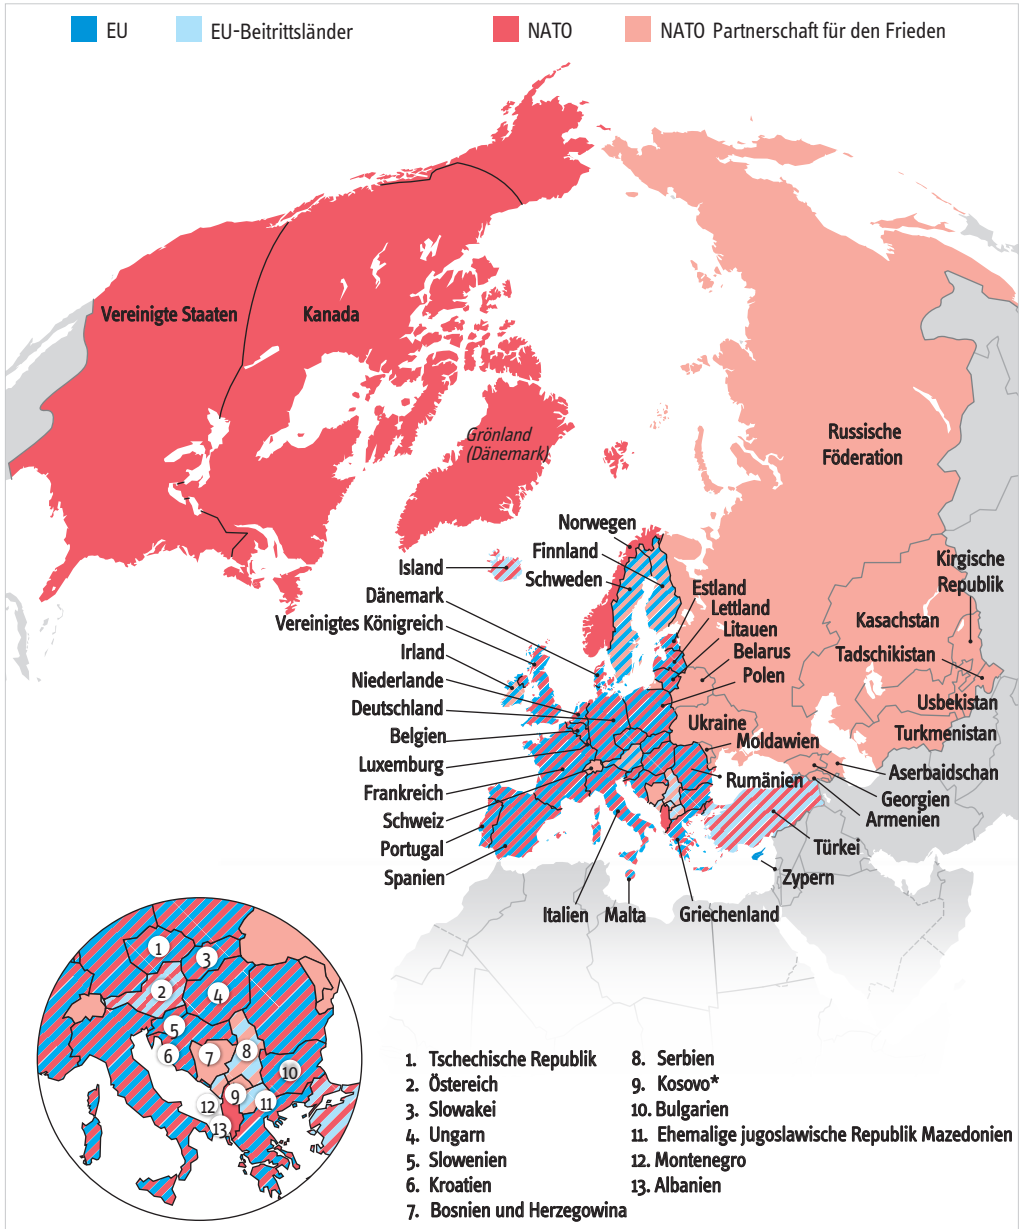 EU
EU-Beitrittsländer
NATO
NATO Partnerschaft für den Frieden
Vereinigte Staaten
Kanada
Grönland
(Dänemark)
Russische
Föderation
Norwegen
Finnland
Schweden
Island
Dänemark
Vereinigtes Königreich
Irland
Niederlande
Deutschland
Belgien
Luxemburg
Frankreich
Schweiz
Portugal
Spanien
Estland
Lettland
Litauen
Belarus
Polen
Ukraine
Moldawien
Rumänien
Kirgische
Republik
Kasachstan
Tadschikistan
Usbekistan
Turkmenistan
Aserbaidschan
Georgien
Armenien
Türkei
Zypern
Italien
Malta
Griechenland
1
2
3
4
5
6
7
8
9
10
11
12
13
1. Tschechische Republik
2. Östereich
3. Slowakei
4. Ungarn
5. Slowenien
6. Kroatien
7. Bosnien und Herzegowina
8. Serbien
9. Kosovo*
10. Bulgarien
11. Ehemalige jugoslawische Republik Mazedonien
12. Montenegro
13. Albanien